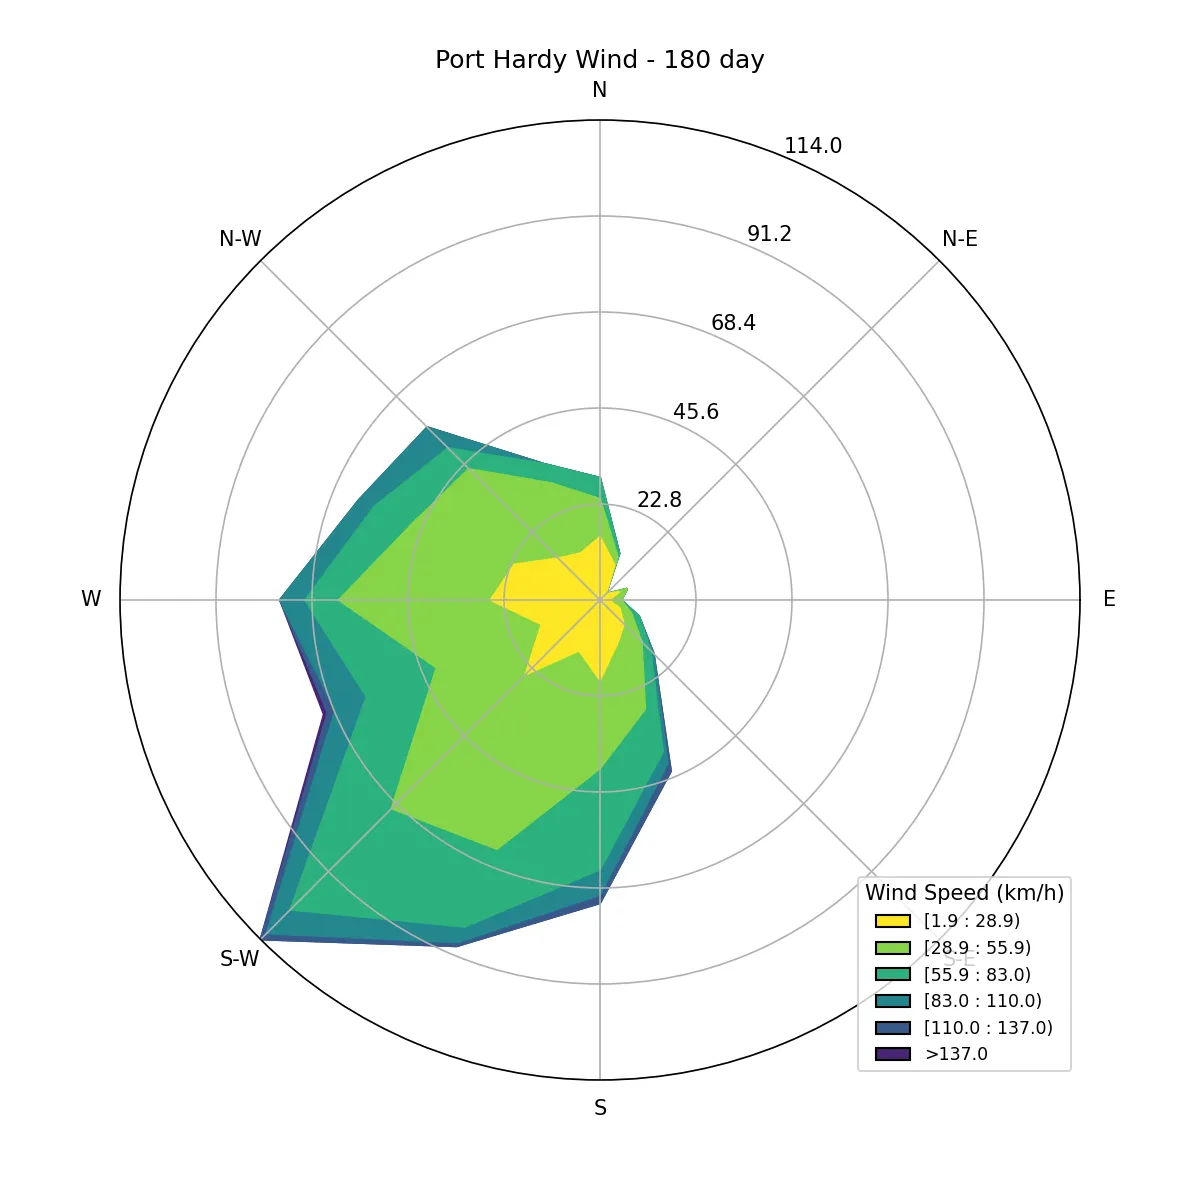 Port Hardy Wind - 180 day
N
114.0
91.2
N-W
N-E
68.4
45.6
22.8
W
E
Wind Speed (km/h)
[1.9 : 28.9)
[28.9 : 55.9)
S-W
S-E
[55.9 : 83.0)
[83.0 : 110.0)
[110.0 : 137.0)
>137.0
S